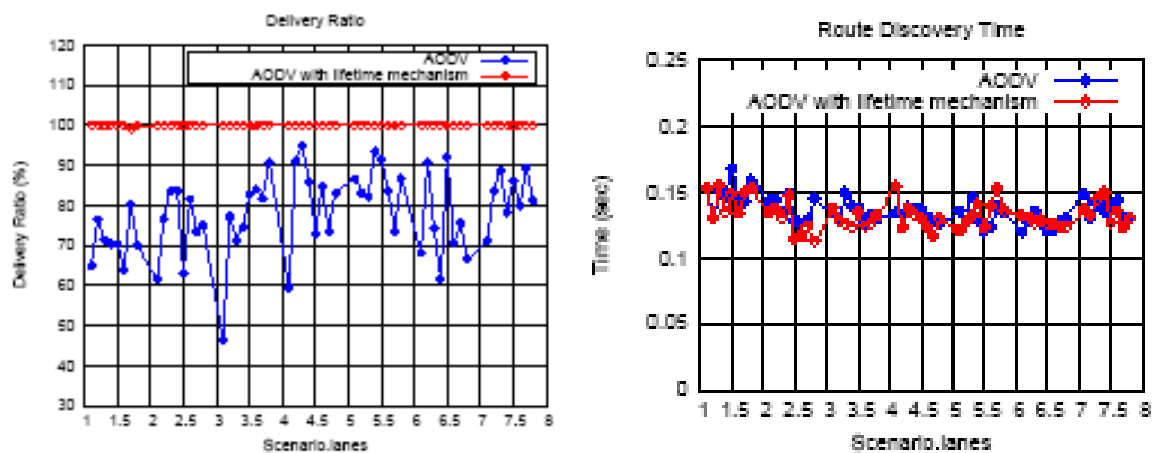 Delivery Ratio
120
110
100
90
80
70
60
50
40
30
Delivery Ratio (%)
AODV
AODV with lifetime mechanism
1 1.5 2 2.5 3 3.5 4 4.5 5 5.5 6 6.5 7 7.5 8
Scenario.lanes
Route Discovery Time
0.25
0.2
0.15
0.1
0.05
0
Time (sec)
AODV
AODV with lifetime mechanism
1 1.5 2 2.5 3 3.5 4 4.5 5 5.5 6 6.5 7 7.5 8
Scenario.lanes